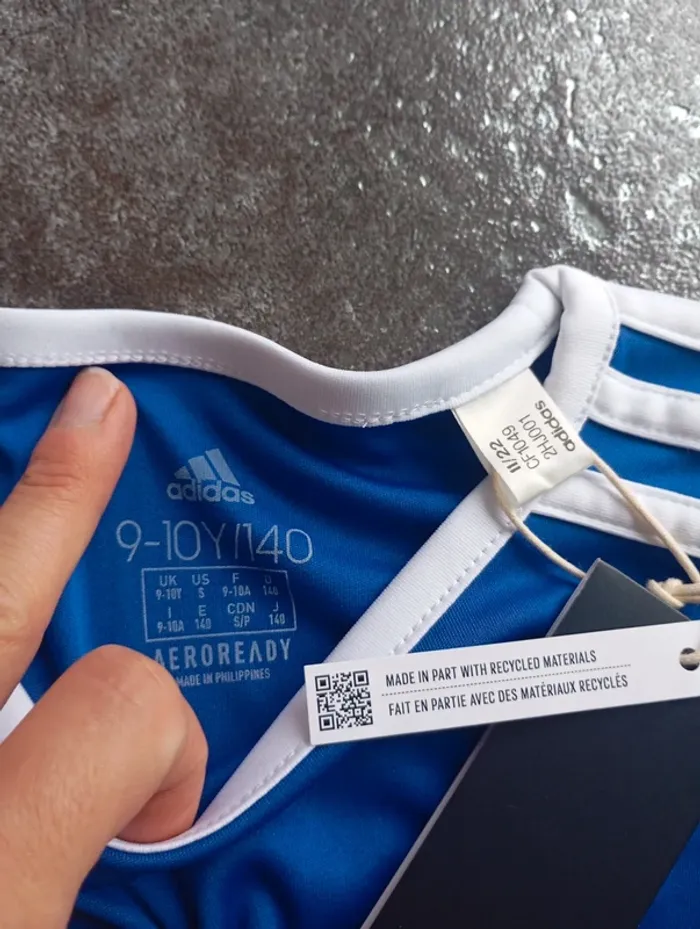 adidas
9-10Y/140
UK US F D
9-10Y S 9-10A 140
I E CDN J
9-10A 140 S/P 140
AEROREADY
MADE IN PHILIPPINES
11/22
CF1049
2HJ001
adidas
MADE IN PART WITH RECYCLED MATERIALS
FAIT EN PARTIE AVEC DES MATÉRIAUX RECYCLÉS